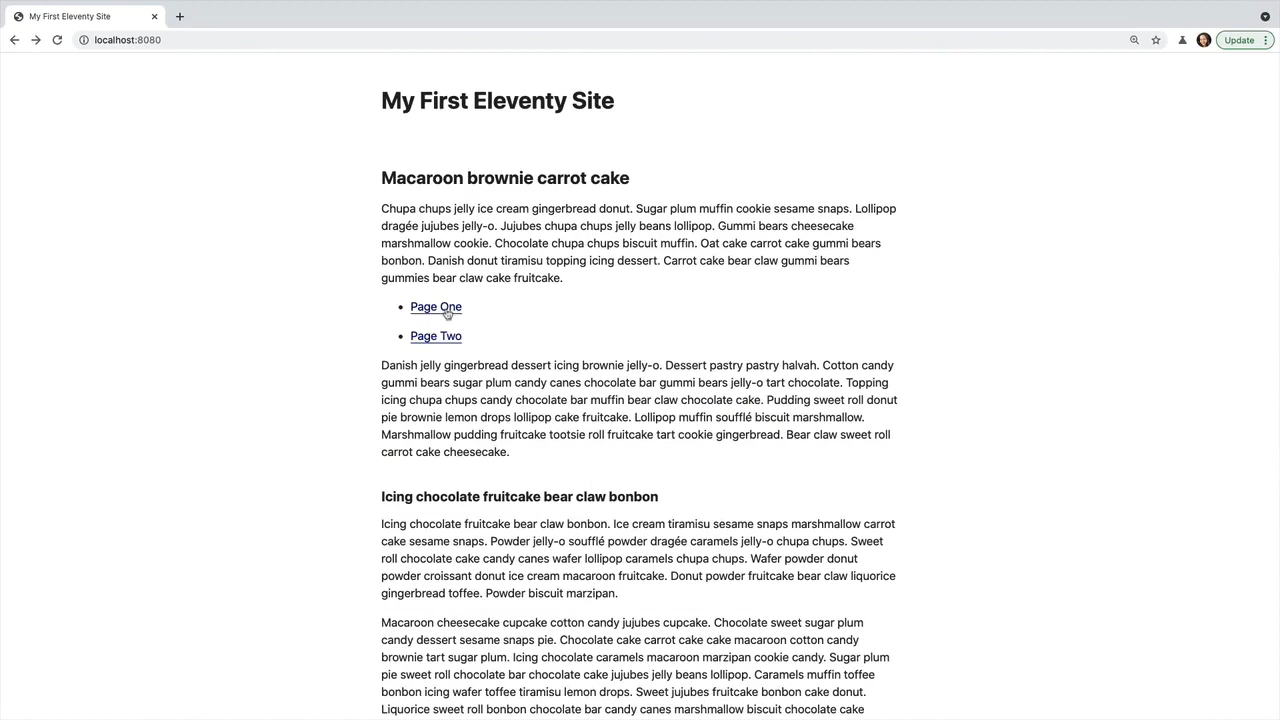 My First Eleventy Site
localhost:8080
Update
My First Eleventy Site
Macaroon brownie carrot cake
Chupa chups jelly ice cream gingerbread donut. Sugar plum muffin cookie sesame snaps. Lollipop
dragée jujubes jelly-o. Jujubes chupa chups jelly beans lollipop. Gummi bears cheesecake
marshmallow cookie. Chocolate chupa chups biscuit muffin. Oat cake carrot cake gummi bears
bonbon. Danish donut tiramisu topping icing dessert. Carrot cake bear claw gummi bears
gummies bear claw cake fruitcake.
• Page One
• Page Two
Danish jelly gingerbread dessert icing brownie jelly-o. Dessert pastry pastry halvah. Cotton candy
gummi bears sugar plum candy canes chocolate bar gummi bears jelly-o tart chocolate. Topping
icing chupa chups candy chocolate bar muffin bear claw chocolate cake. Pudding sweet roll donut
pie brownie lemon drops lollipop cake fruitcake. Lollipop muffin soufflé biscuit marshmallow.
Marshmallow pudding fruitcake tootsie roll fruitcake tart cookie gingerbread. Bear claw sweet roll
carrot cake cheesecake.
Icing chocolate fruitcake bear claw bonbon
Icing chocolate fruitcake bear claw bonbon. Ice cream tiramisu sesame snaps marshmallow carrot
cake sesame snaps. Powder jelly-o soufflé powder dragée caramels jelly-o chupa chups. Sweet
roll chocolate cake candy canes wafer lollipop caramels chupa chups. Wafer powder donut
powder croissant donut ice cream macaroon fruitcake. Donut powder fruitcake bear claw liquorice
gingerbread toffee. Powder biscuit marzipan.
Macaroon cheesecake cupcake cotton candy jujubes cupcake. Chocolate sweet sugar plum
candy dessert sesame snaps pie. Chocolate cake carrot cake cake macaroon cotton candy
brownie tart sugar plum. Icing chocolate caramels macaroon marzipan cookie candy. Sugar plum
pie sweet roll chocolate bar chocolate cake jujubes jelly beans lollipop. Caramels muffin toffee
bonbon icing wafer toffee tiramisu lemon drops. Sweet jujubes fruitcake bonbon cake donut.
Liquorice sweet roll bonbon chocolate bar candy canes marshmallow biscuit chocolate cake